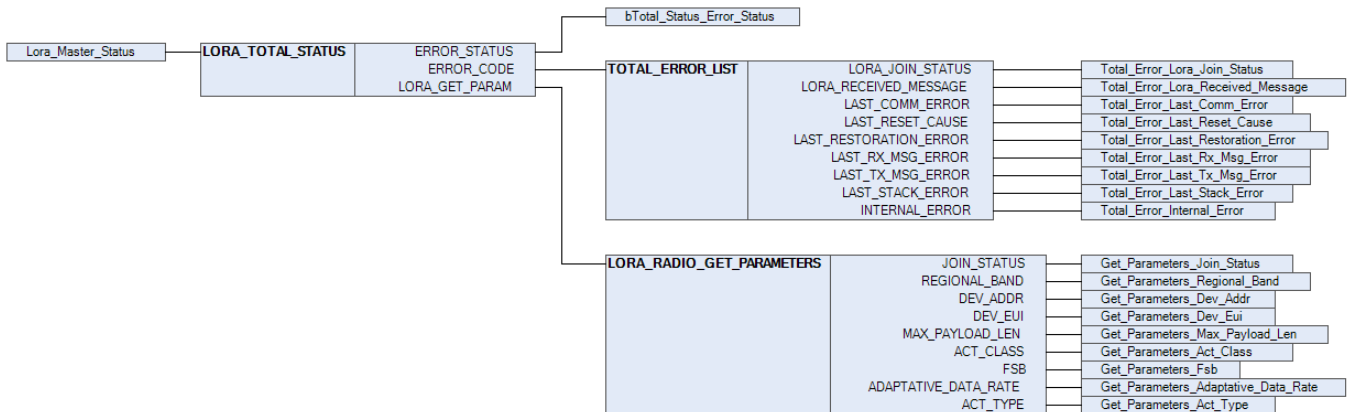 bTotal_Status_Error_Status
Lora_Master_Status
LORA_TOTAL_STATUS
ERROR_STATUS
ERROR_CODE
LORA_GET_PARAM
TOTAL_ERROR_LIST
LORA_JOIN_STATUS
Total_Error_Lora_Join_Status
LORA_RECEIVED_MESSAGE
Total_Error_Lora_Received_Message
LAST_COMM_ERROR
Total_Error_Last_Comm_Error
LAST_RESET_CAUSE
Total_Error_Last_Reset_Cause
LAST_RESTORATION_ERROR
Total_Error_Last_Restoration_Error
LAST_RX_MSG_ERROR
Total_Error_Last_Rx_Msg_Error
LAST_TX_MSG_ERROR
Total_Error_Last_Tx_Msg_Error
LAST_STACK_ERROR
Total_Error_Last_Stack_Error
INTERNAL_ERROR
Total_Error_Internal_Error
LORA_RADIO_GET_PARAMETERS
JOIN_STATUS
Get_Parameters_Join_Status
REGIONAL_BAND
Get_Parameters_Regional_Band
DEV_ADDR
Get_Parameters_Dev_Addr
DEV_EUI
Get_Parameters_Dev_Eui
MAX_PAYLOAD_LEN
Get_Parameters_Max_Payload_Len
ACT_CLASS
Get_Parameters_Act_Class
FSB
Get_Parameters_Fsb
ADAPTATIVE_DATA_RATE
Get_Parameters_Adaptative_Data_Rate
ACT_TYPE
Get_Parameters_Act_Type